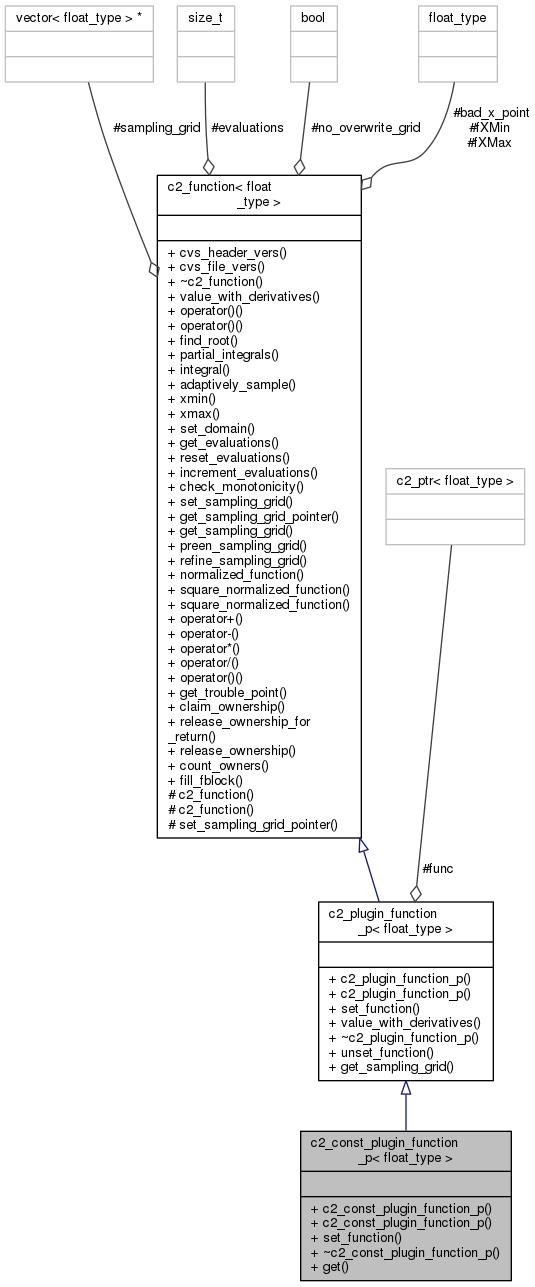 vector< float_type > *
size_t
bool
float_type
#sampling_grid
#evaluations
#no_overwrite_grid
#bad_x_point
#fXMin
#fXMax
c2_function< float
_type >
+ cvs_header_vers()
+ cvs_file_vers()
+ ~c2_function()
+ value_with_derivatives()
+ operator()()
+ operator()()
+ find_root()
+ partial_integrals()
+ integral()
+ adaptively_sample()
+ xmin()
+ xmax()
+ set_domain()
+ get_evaluations()
+ reset_evaluations()
+ increment_evaluations()
+ check_monotonicity()
+ set_sampling_grid()
+ get_sampling_grid_pointer()
+ get_sampling_grid()
+ preen_sampling_grid()
+ refine_sampling_grid()
+ normalized_function()
+ square_normalized_function()
+ square_normalized_function()
+ operator+()
+ operator-()
+ operator*()
+ operator/()
+ operator()()
+ get_trouble_point()
+ claim_ownership()
+ release_ownership_for
_return()
+ release_ownership()
+ count_owners()
+ fill_fblock()
# c2_function()
# c2_function()
# set_sampling_grid_pointer()
c2_ptr< float_type >
#func
c2_plugin_function
_p< float_type >
+ c2_plugin_function_p()
+ c2_plugin_function_p()
+ set_function()
+ value_with_derivatives()
+ ~c2_plugin_function_p()
+ unset_function()
+ get_sampling_grid()
c2_const_plugin_function
_p< float_type >
+ c2_const_plugin_function_p()
+ c2_const_plugin_function_p()
+ set_function()
+ ~c2_const_plugin_function_p()
+ get()